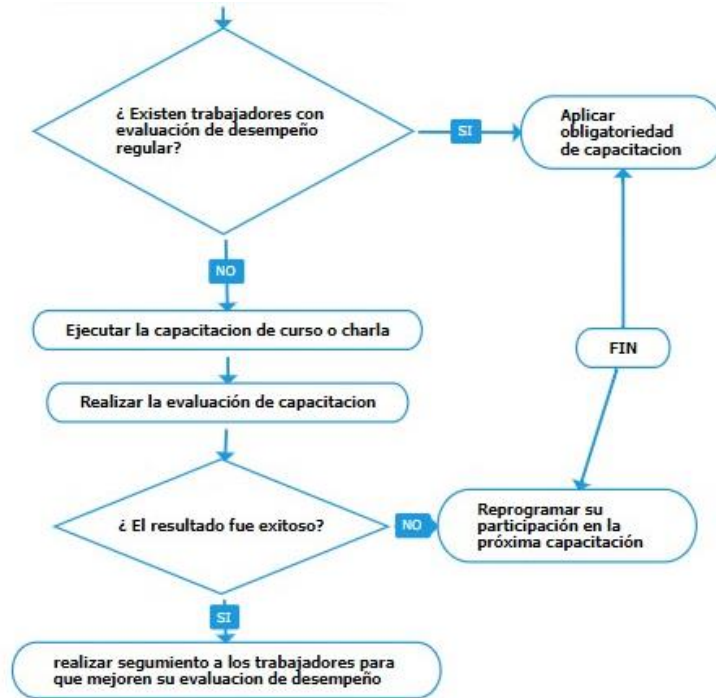 ¿ Existen trabajadores con
evaluación de desempeño
regular?
SI
Aplicar
obligatoriedad
de capacitacion
NO
Ejecutar la capacitacion de curso o charla
FIN
Realizar la evaluación de capacitacion
¿ El resultado fue exitoso?
NO
Reprogramar su
participación en la
próxima capacitación
SI
realizar segumiento a los trabajadores para
que mejoren su evaluacion de desempeño